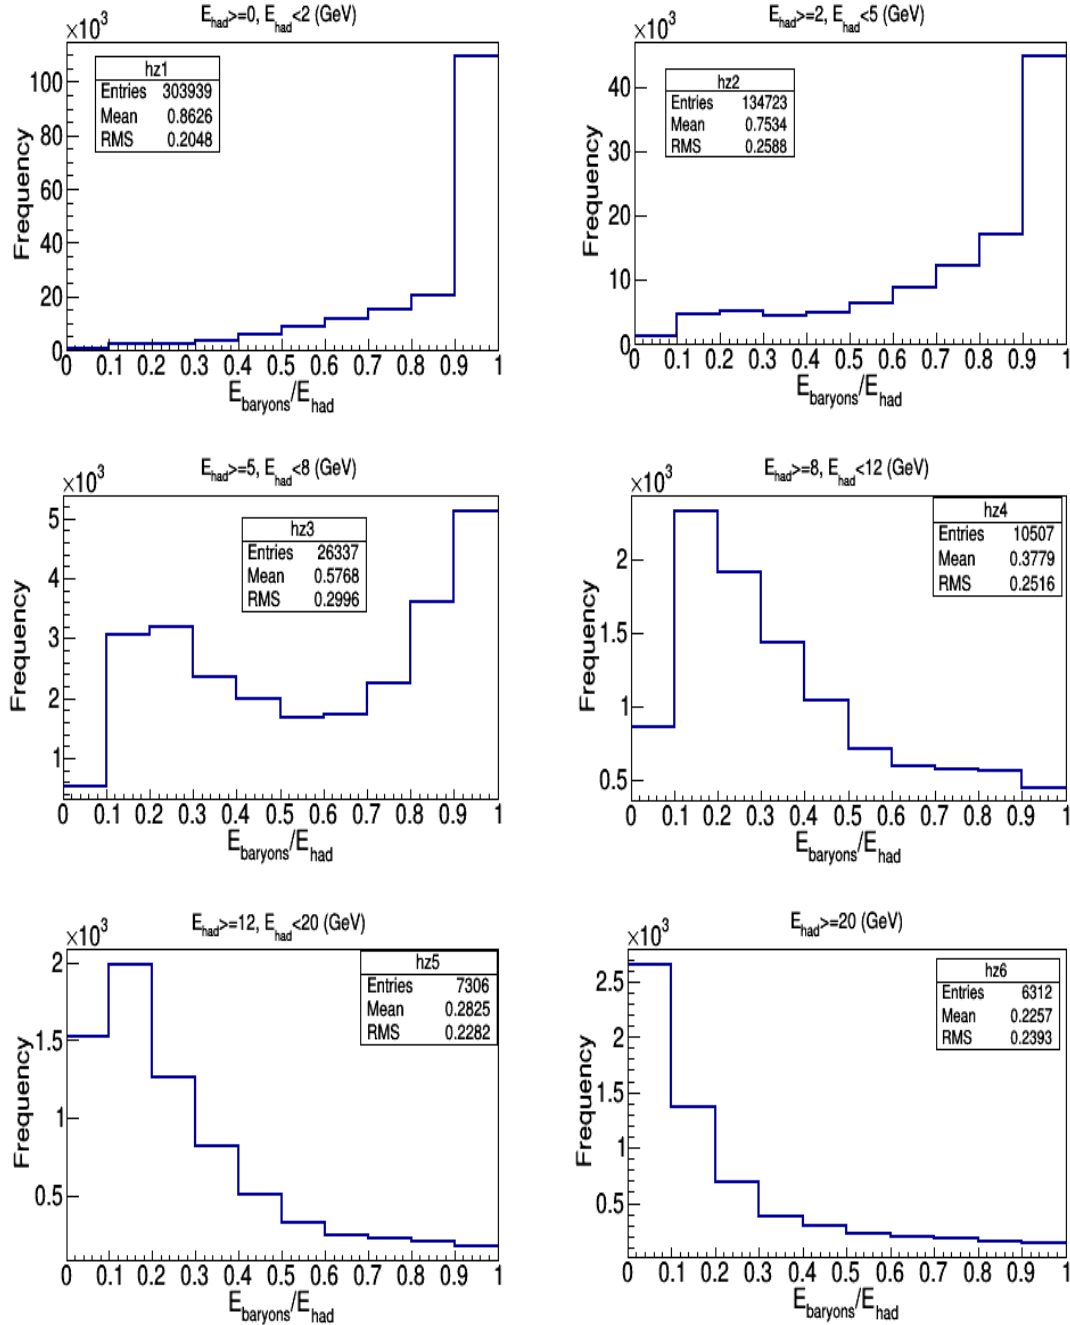 E_had>=0, E_had<2 (GeV)
×10³
hz1
Entries 303939
Mean 0.8626
RMS 0.2048
Frequency
100
80
60
40
20
0
0 0.1 0.2 0.3 0.4 0.5 0.6 0.7 0.8 0.9 1
E_baryons/E_had
E_had>=2, E_had<5 (GeV)
×10³
hz2
Entries 134723
Mean 0.7534
RMS 0.2588
Frequency
40
30
20
10
0
0 0.1 0.2 0.3 0.4 0.5 0.6 0.7 0.8 0.9 1
E_baryons/E_had
E_had>=5, E_had<8 (GeV)
×10³
hz3
Entries 26337
Mean 0.5768
RMS 0.2996
Frequency
5
4
3
2
1
0 0.1 0.2 0.3 0.4 0.5 0.6 0.7 0.8 0.9 1
E_baryons/E_had
E_had>=8, E_had<12 (GeV)
×10³
hz4
Entries 10507
Mean 0.3779
RMS 0.2516
Frequency
2
1.5
1
0.5
0 0.1 0.2 0.3 0.4 0.5 0.6 0.7 0.8 0.9 1
E_baryons/E_had
E_had>=12, E_had<20 (GeV)
×10³
hz5
Entries 7306
Mean 0.2825
RMS 0.2282
Frequency
2
1.5
1
0.5
0 0.1 0.2 0.3 0.4 0.5 0.6 0.7 0.8 0.9 1
E_baryons/E_had
E_had>=20 (GeV)
×10³
hz6
Entries 6312
Mean 0.2257
RMS 0.2393
Frequency
2.5
2
1.5
1
0.5
0 0.1 0.2 0.3 0.4 0.5 0.6 0.7 0.8 0.9 1
E_baryons/E_had